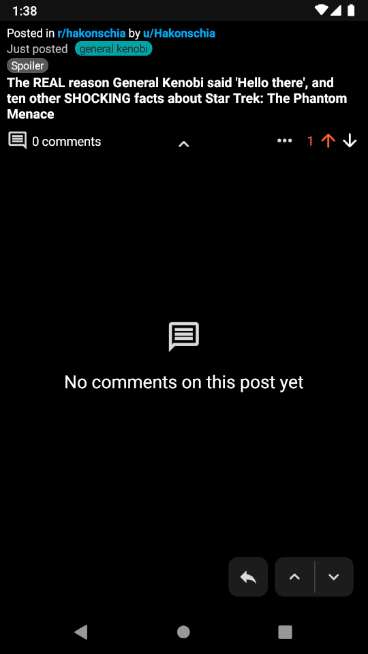 1:38
Posted in r/hakonschia by u/Hakonschia
Just posted general kenobi
Spoiler
The REAL reason General Kenobi said 'Hello there', and
ten other SHOCKING facts about Star Trek: The Phantom
Menace
0 comments 1
No comments on this post yet